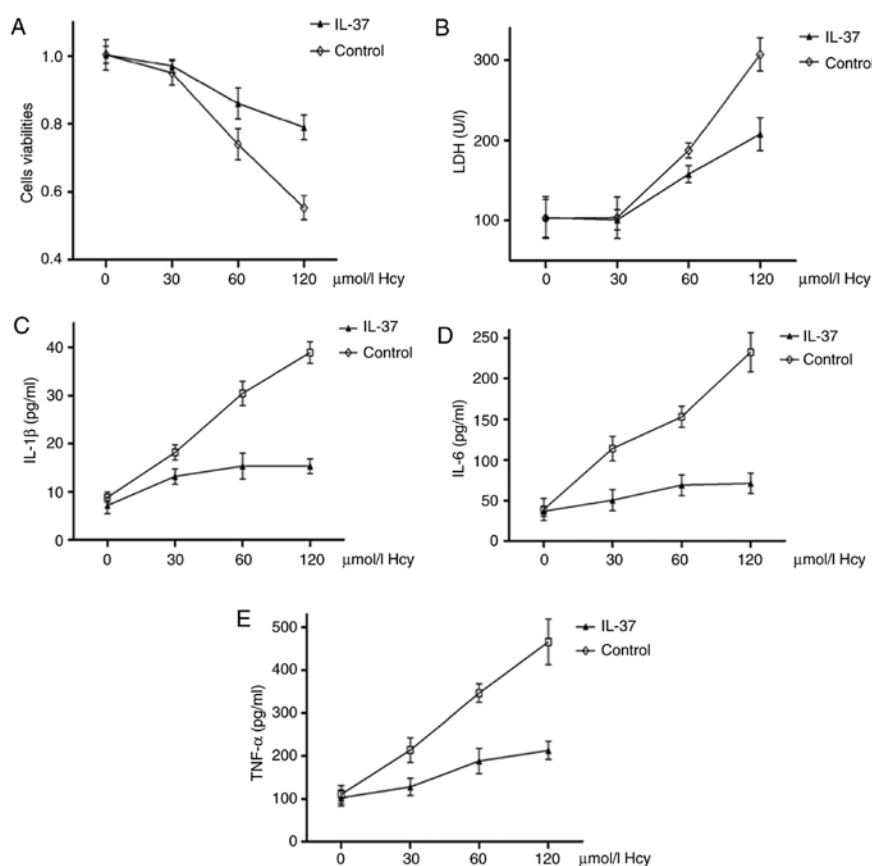 A
IL-37
Control
1.0
0.8
0.6
0.4
Cells viabilities
0 30 60 120 μmol/l Hcy
B
IL-37
Control
300
200
100
LDH (U/l)
0 30 60 120 μmol/l Hcy
C
IL-37
Control
40
30
20
10
0
IL-1β (pg/ml)
0 30 60 120 μmol/l Hcy
D
IL-37
Control
250
200
150
100
50
0
IL-6 (pg/ml)
0 30 60 120 μmol/l Hcy
E
IL-37
Control
500
400
300
200
100
0
TNF-α (pg/ml)
0 30 60 120 μmol/l Hcy